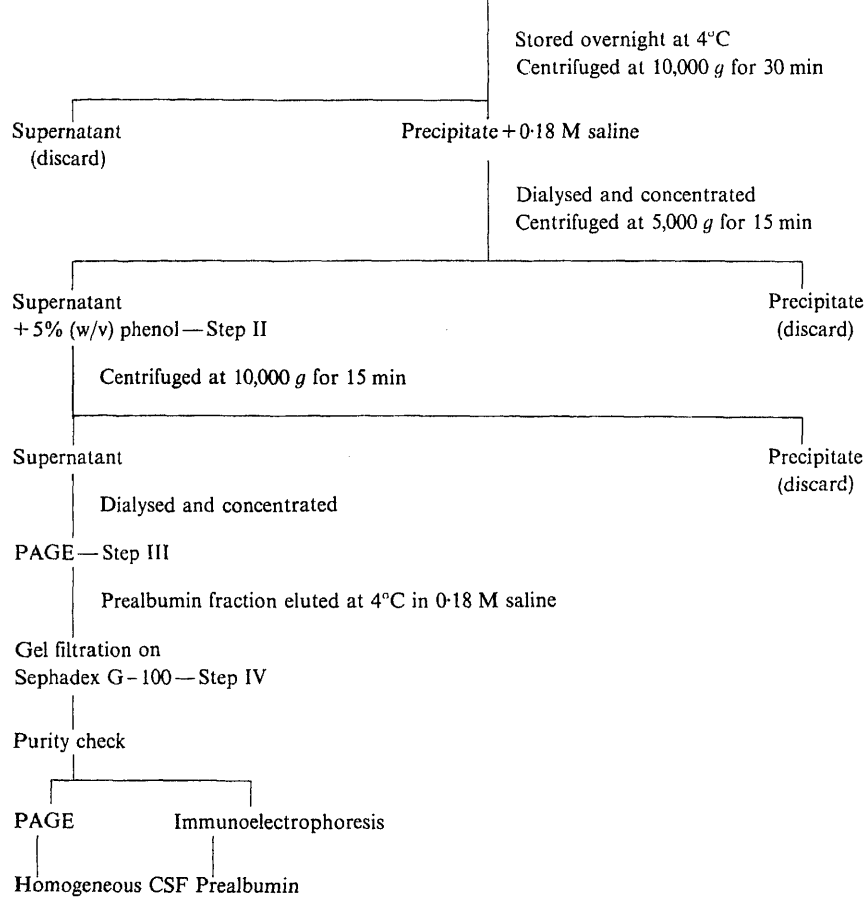 Stored overnight at 4°C
Centrifuged at 10,000 g for 30 min
Supernatant
(discard)
Precipitate + 0·18 M saline
Dialysed and concentrated
Centrifuged at 5,000 g for 15 min
Supernatant
+ 5% (w/v) phenol — Step II
Precipitate
(discard)
Centrifuged at 10,000 g for 15 min
Supernatant
Precipitate
(discard)
Dialysed and concentrated
PAGE — Step III
Prealbumin fraction eluted at 4°C in 0·18 M saline
Gel filtration on
Sephadex G-100 — Step IV
Purity check
PAGE
Immunoelectrophoresis
Homogeneous CSF Prealbumin